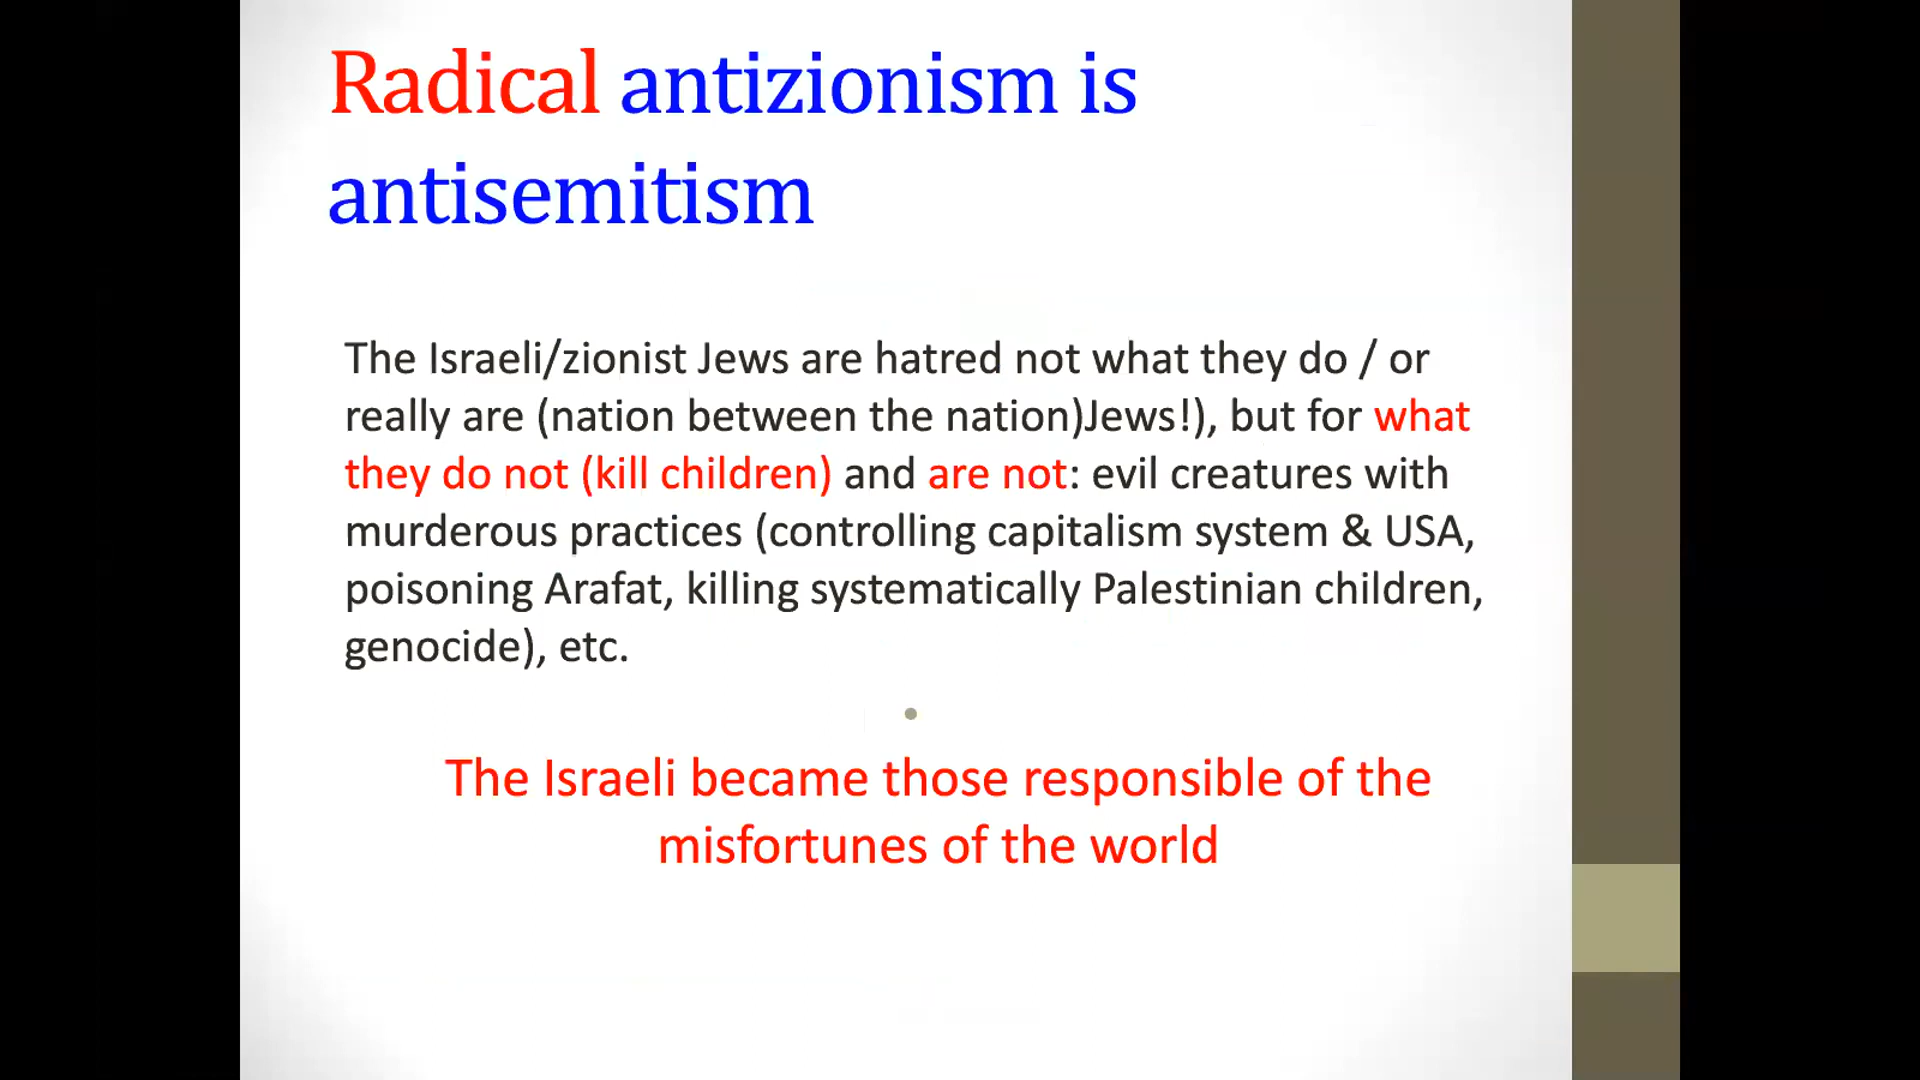 Radical antizionism is
antisemitism
The Israeli/zionist Jews are hatred not what they do / or
really are (nation between the nation)Jews!), but for what
they do not (kill children) and are not: evil creatures with
murderous practices (controlling capitalism system & USA,
poisoning Arafat, killing systematically Palestinian children,
genocide), etc.
The Israeli became those responsible of the
misfortunes of the world